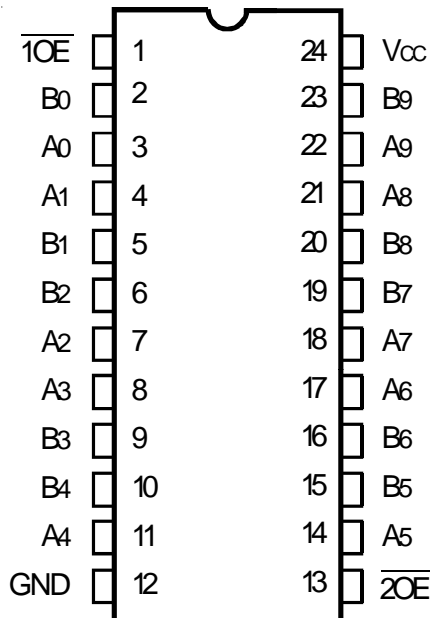 1OE 1 24 Vcc
B0 2 23 B9
A0 3 22 A9
A1 4 21 A8
B1 5 20 B8
B2 6 19 B7
A2 7 18 A7
A3 8 17 A6
B3 9 16 B6
B4 10 15 B5
A4 11 14 A5
GND 12 13 2OE